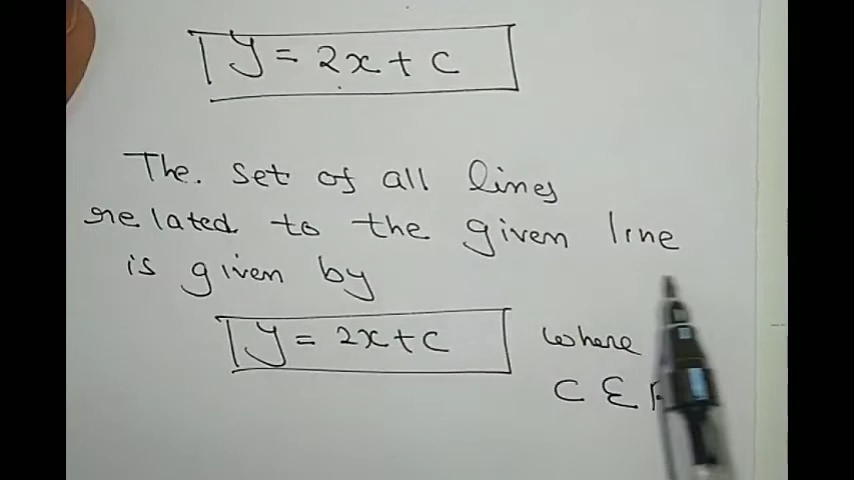 y = 2x + c
The. set of all lines
related to the given line
is given by
y = 2x + c where
C ε